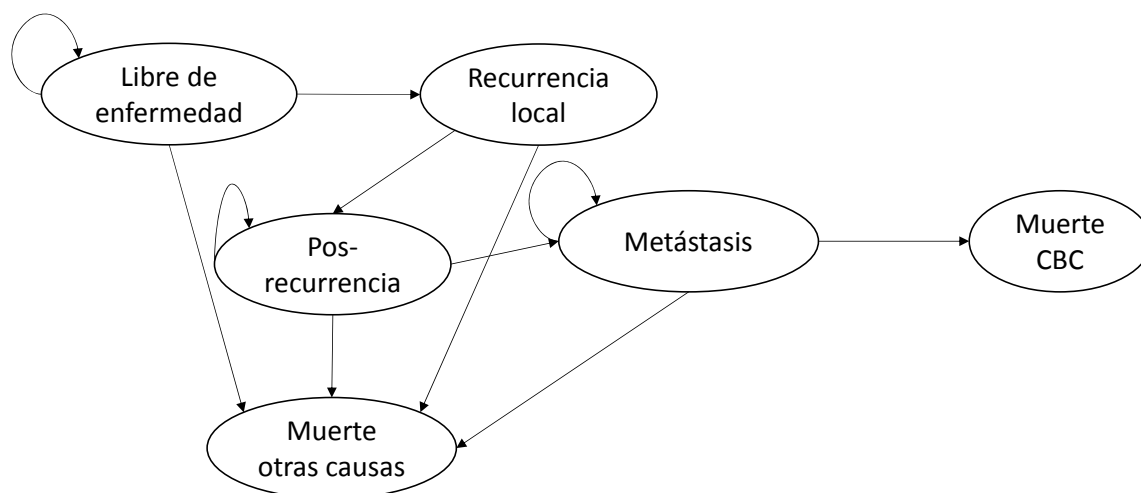 Libre de
enfermedad
Recurrencia
local
Pos-
recurrencia
Metástasis
Muerte
CBC
Muerte
otras causas